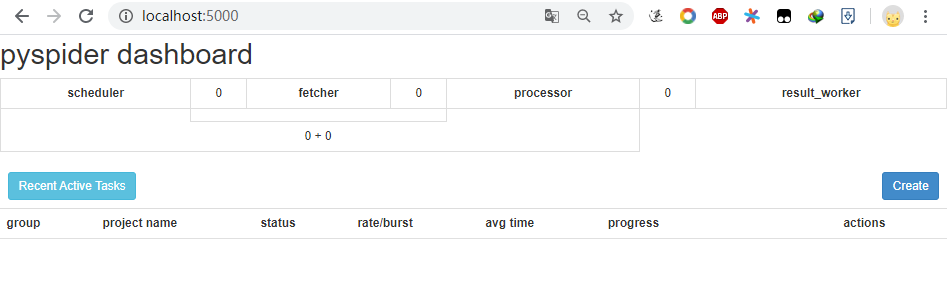 localhost:5000
ABP
pyspider dashboard
scheduler 0 fetcher 0 processor 0 result_worker
0 + 0
Recent Active Tasks Create
group project name status rate/burst avg time progress actions